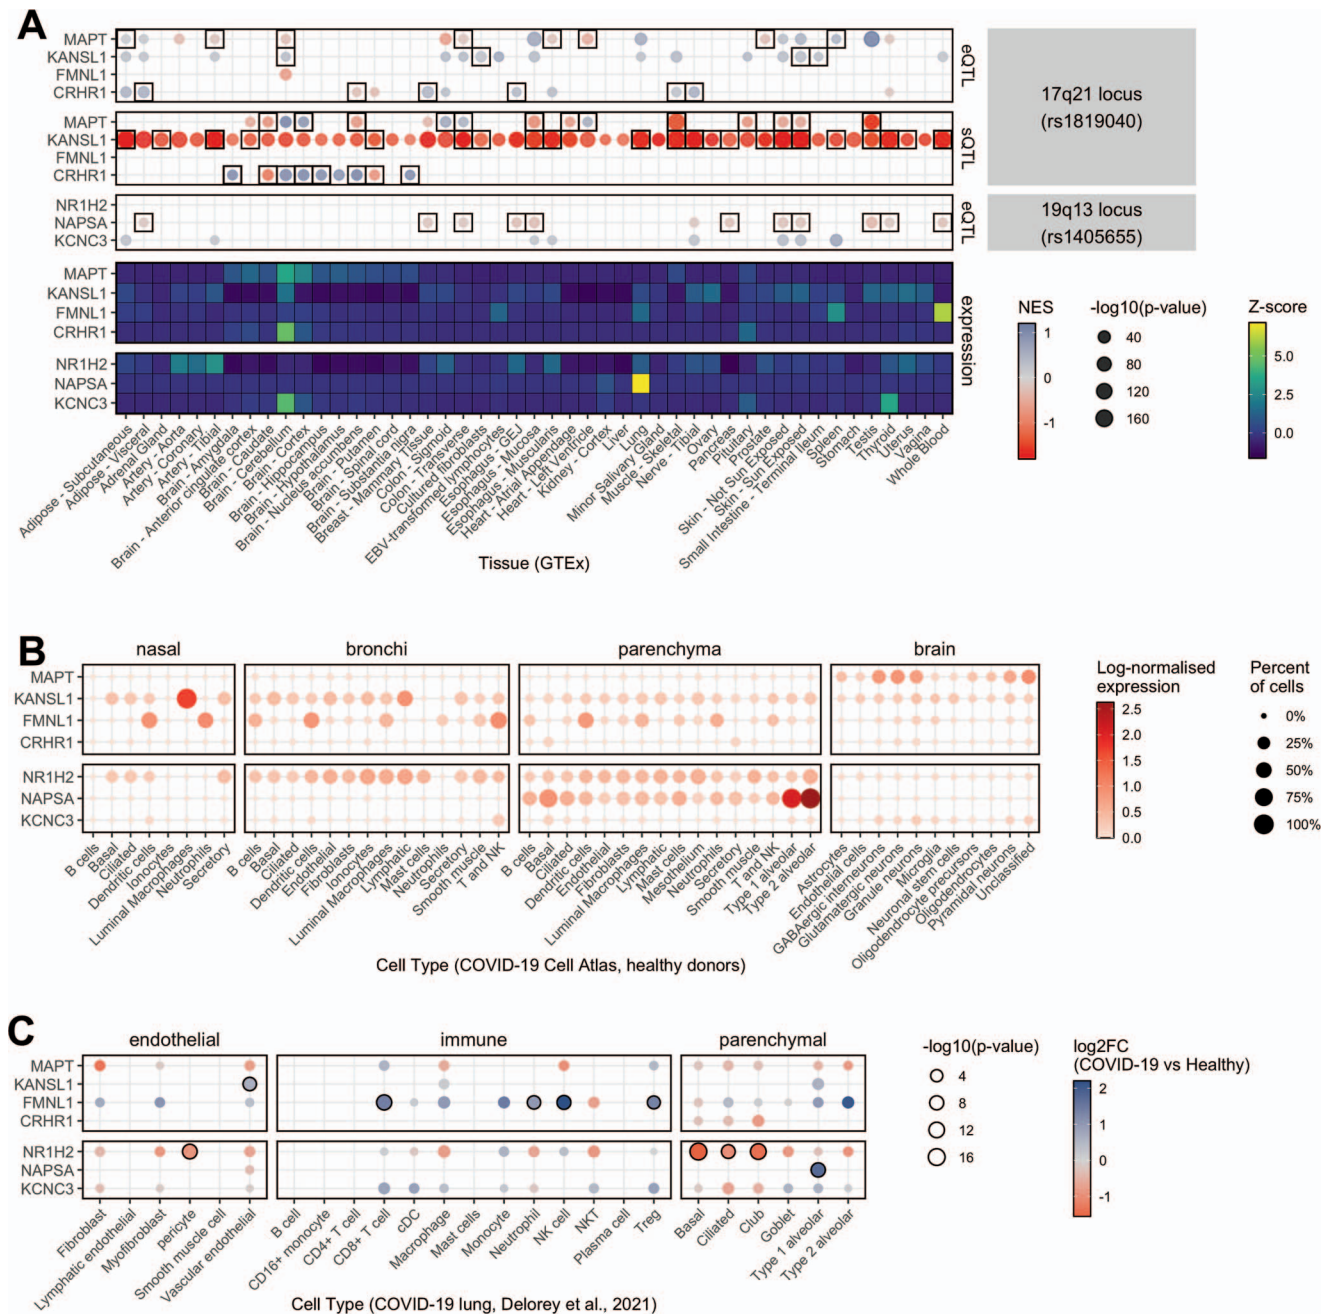 A
MAPT
KANSL1
FMNL1
CRHR1
eQTL
MAPT
KANSL1
FMNL1
CRHR1
sQTL
17q21 locus
(rs1819040)
NR1H2
NAPSA
KCNC3
eQTL
19q13 locus
(rs1405655)
MAPT
KANSL1
FMNL1
CRHR1
NR1H2
NAPSA
KCNC3
expression
NES
1
0
-1
-log10(p-value)
40
80
120
160
Z-score
5.0
2.5
0.0
Adipose - Subcutaneous
Adipose - Visceral
Adrenal Gland
Artery - Aorta
Artery - Coronary
Artery - Tibial
Brain - Amygdala
Brain - Anterior cingulate cortex
Brain - Caudate
Brain - Cerebellum
Brain - Cortex
Brain - Hippocampus
Brain - Hypothalamus
Brain - Nucleus accumbens
Brain - Putamen
Brain - Spinal cord
Brain - Substantia nigra
Breast - Mammary Tissue
Colon - Sigmoid
Colon - Transverse
Cultured fibroblasts
EBV-transformed lymphocytes
Esophagus - GEJ
Esophagus - Mucosa
Esophagus - Muscularis
Heart - Atrial Appendage
Heart - Left Ventricle
Kidney - Cortex
Liver
Lung
Minor Salivary Gland
Muscle - Skeletal
Nerve - Tibial
Ovary
Pancreas
Pituitary
Prostate
Skin - Not Sun Exposed
Skin - Sun Exposed
Small Intestine - Terminal Ileum
Spleen
Stomach
Testis
Thyroid
Uterus
Vagina
Whole Blood
Tissue (GTEx)
B
nasal
bronchi
parenchyma
brain
MAPT
KANSL1
FMNL1
CRHR1
NR1H2
NAPSA
KCNC3
B cells
Basal
Ciliated
Dendritic cells
Ionocytes
Luminal Macrophages
Neutrophils
Secretory
B cells
Basal
Ciliated
Dendritic cells
Endothelial
Fibroblasts
Ionocytes
Luminal Macrophages
Lymphatic
Mast cells
Neutrophils
Secretory
Smooth muscle
T and NK
B cells
Basal
Ciliated
Dendritic cells
Endothelial
Fibroblasts
Luminal Macrophages
Lymphatic
Mast cells
Mesothelium
Neutrophils
Secretory
Smooth muscle
T and NK
Type 1 alveolar
Type 2 alveolar
Astrocytes
Endothelial cells
GABAergic interneurons
Glutamatergic neurons
Granule neurons
Microglia
Neuronal stem cells
Oligodendrocyte precursors
Oligodendrocytes
Pyramidal neurons
Unclassified
Cell Type (COVID-19 Cell Atlas, healthy donors)
Log-normalised
expression
2.5
2.0
1.5
1.0
0.5
0.0
Percent
of cells
0%
25%
50%
75%
100%
C
endothelial
immune
parenchymal
MAPT
KANSL1
FMNL1
CRHR1
NR1H2
NAPSA
KCNC3
Fibroblast
Lymphatic endothelial
Myofibroblast
pericyte
Smooth muscle cell
Vascular endothelial
B cell
CD16+ monocyte
CD4+ T cell
CD8+ T cell
cDC
Macrophage
Mast cells
Monocyte
Neutrophil
NK cell
NKT
Plasma cell
Treg
Basal
Ciliated
Club
Goblet
Type 1 alveolar
Type 2 alveolar
Cell Type (COVID-19 lung, Delorey et al., 2021)
-log10(p-value)
4
8
12
16
log2FC
(COVID-19 vs Healthy)
2
1
0
-1